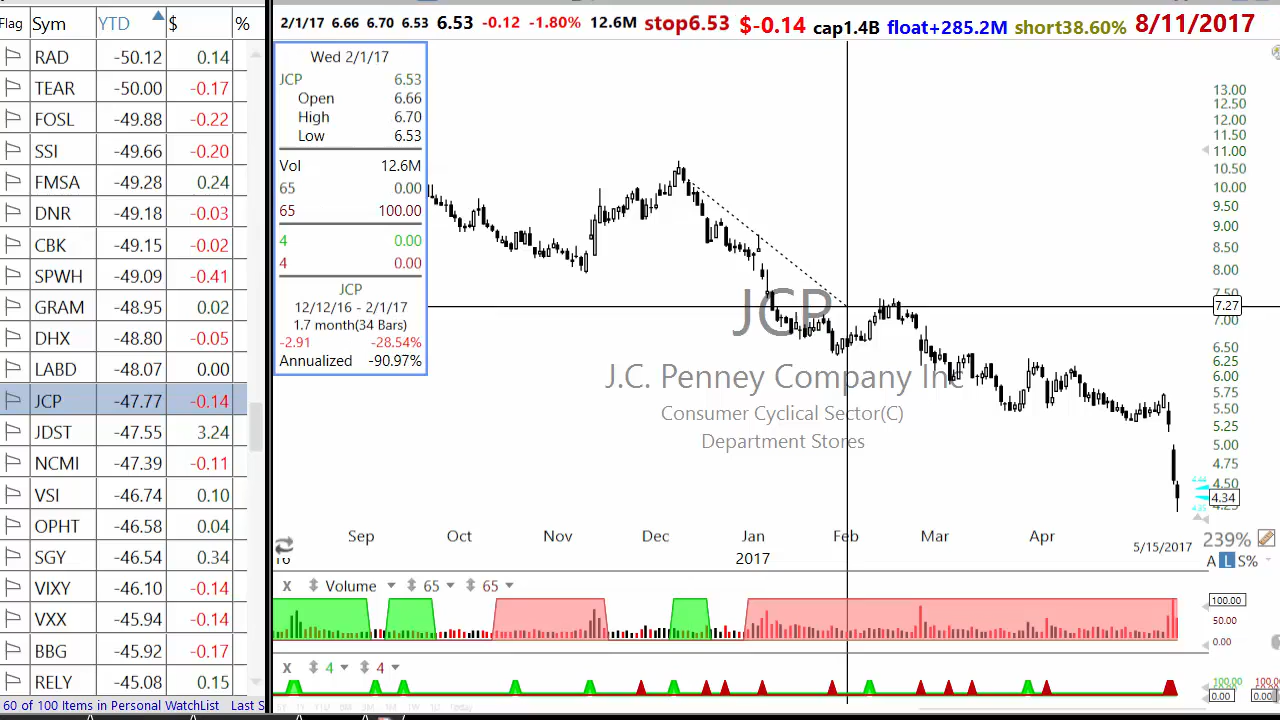 Flag Sym YTD $ %
RAD -50.12 0.14
TEAR -50.00 -0.17
FOSL -49.88 -0.22
SSI -49.66 -0.20
FMSA -49.28 0.24
DNR -49.18 -0.03
CBK -49.15 -0.02
SPWH -49.09 -0.41
GRAM -48.95 0.02
DHX -48.80 -0.05
LABD -48.07 0.00
JCP -47.77 -0.14
JDST -47.55 3.24
NCMI -47.39 -0.11
VSI -46.74 0.10
OPHT -46.58 0.04
SGY -46.54 0.34
VIXY -46.10 -0.14
VXX -45.94 -0.14
BBG -45.92 -0.17
RELY -45.08 0.15
60 of 100 Items in Personal WatchList Last S
2/1/17 6.66 6.70 6.53 6.53 -0.12 -1.80% 12.6M stop6.53 $-0.14 cap1.4B float+285.2M short38.60% 8/11/2017
Wed 2/1/17
JCP 6.53
Open 6.66
High 6.70
Low 6.53
Vol 12.6M
65 0.00
65 100.00
4 0.00
4 0.00
JCP
12/12/16 - 2/1/17
1.7 month(34 Bars)
-2.91 -28.54%
Annualized -90.97%
JCP
J.C. Penney Company Inc
Consumer Cyclical Sector(C)
Department Stores
13.00
12.50
12.00
11.50
11.00
10.50
10.00
9.50
9.00
8.50
8.00
7.50
7.27
7.00
6.50
6.25
6.00
5.75
5.50
5.25
5.00
4.75
4.50
4.34
4.25
Sep Oct Nov Dec Jan Feb Mar Apr 5/15/2017
16 2017
239%
A L S%
X Volume 65 65
100.00
50.00
0.00
X 4 4
100.00 100.0
0.00 0.00